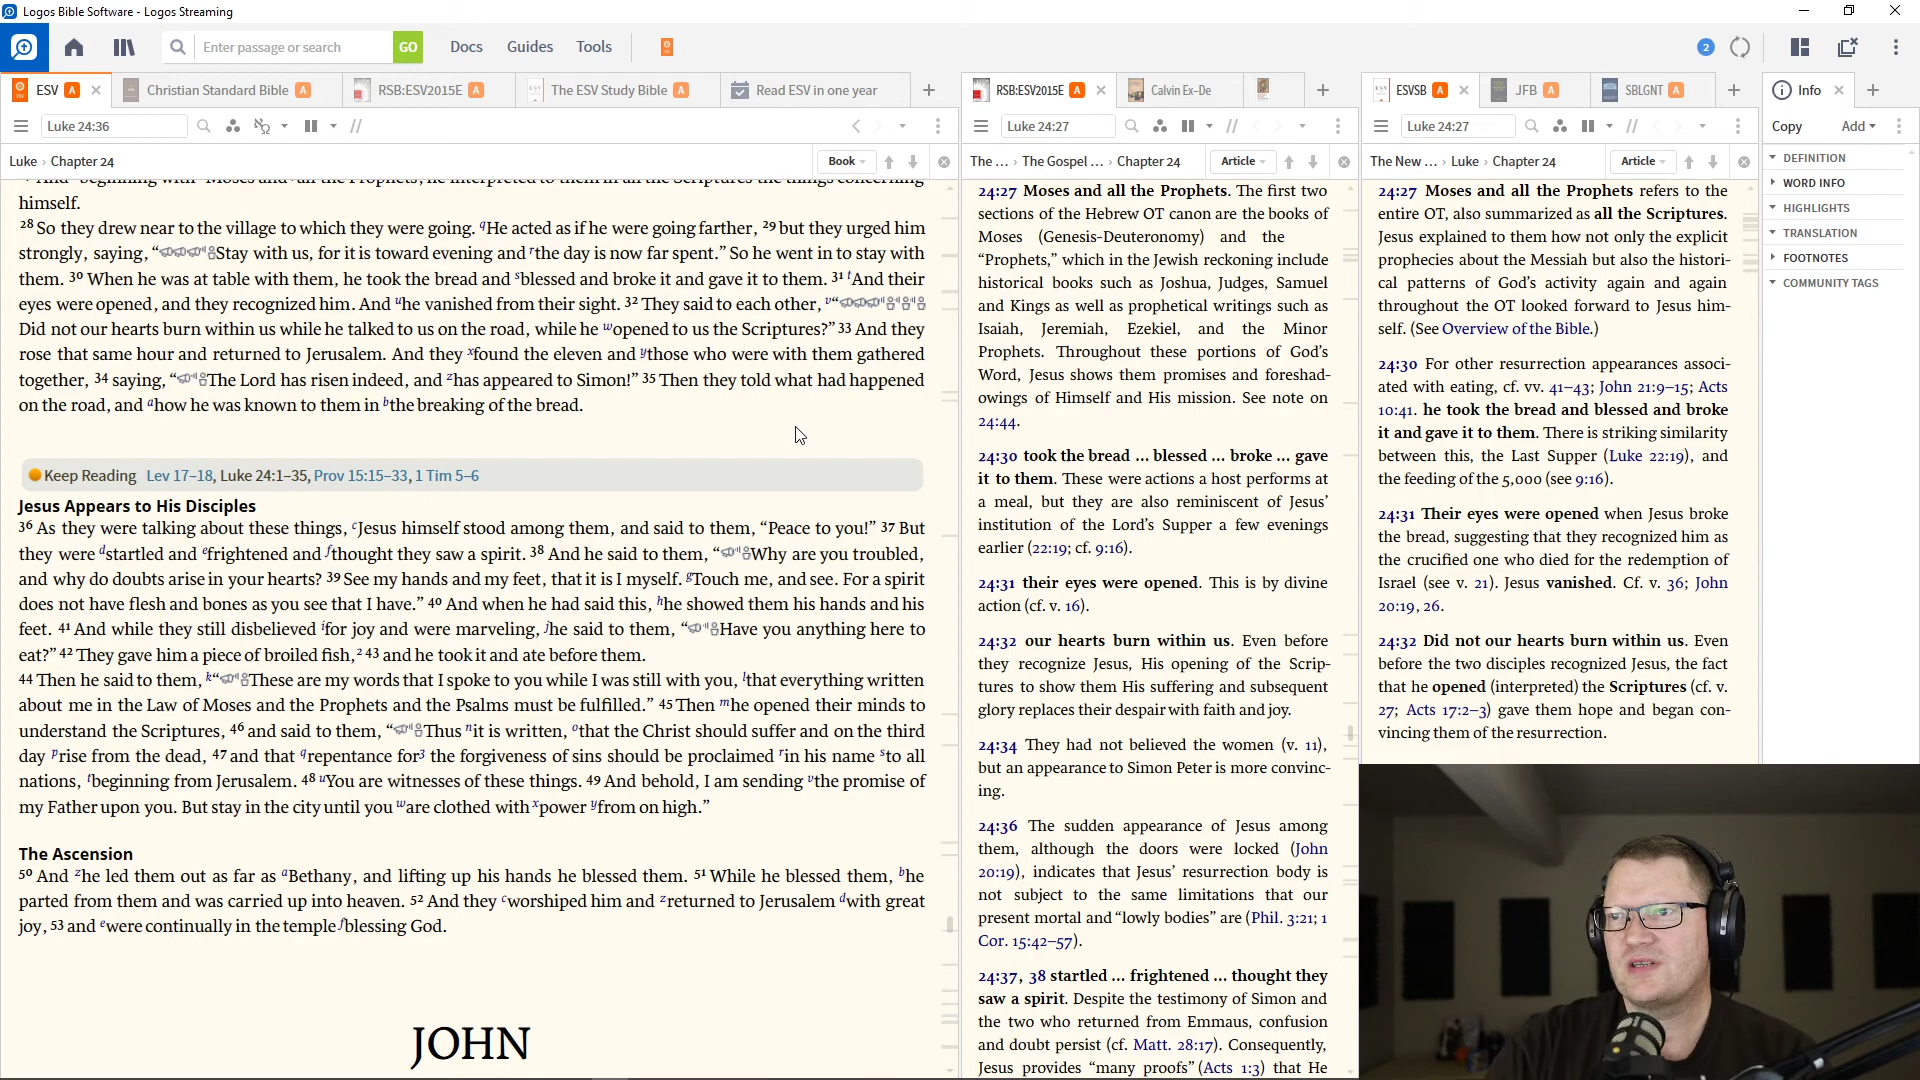 Logos Bible Software - Logos Streaming
Enter passage or search
GO
Docs
Guides
Tools
2
ESV A
Christian Standard Bible A
RSB:ESV2015E A
The ESV Study Bible A
Read ESV in one year
Luke 24:36
Luke › Chapter 24
Book
himself.
28 So they drew near to the village to which they were going. q He acted as if he were going farther, 29 but they urged him
strongly, saying, “Stay with us, for it is toward evening and r the day is now far spent.” So he went in to stay with
them. 30 When he was at table with them, he took the bread and s blessed and broke it and gave it to them. 31 t And their
eyes were opened, and they recognized him. And u he vanished from their sight. 32 They said to each other, v “
Did not our hearts burn within us while he talked to us on the road, while he w opened to us the Scriptures?” 33 And they
rose that same hour and returned to Jerusalem. And they x found the eleven and y those who were with them gathered
together, 34 saying, “The Lord has risen indeed, and z has appeared to Simon!” 35 Then they told what had happened
on the road, and a how he was known to them in b the breaking of the bread.
Keep Reading Lev 17–18, Luke 24:1–35, Prov 15:15–33, 1 Tim 5–6
Jesus Appears to His Disciples
36 As they were talking about these things, c Jesus himself stood among them, and said to them, “Peace to you!” 37 But
they were d startled and e frightened and f thought they saw a spirit. 38 And he said to them, “Why are you troubled,
and why do doubts arise in your hearts? 39 See my hands and my feet, that it is I myself. g Touch me, and see. For a spirit
does not have flesh and bones as you see that I have.” 40 And when he had said this, h he showed them his hands and his
feet. 41 And while they still disbelieved i for joy and were marveling, j he said to them, “Have you anything here to
eat?” 42 They gave him a piece of broiled fish, 2 43 and he took it and ate before them.
44 Then he said to them, k “These are my words that I spoke to you while I was still with you, l that everything written
about me in the Law of Moses and the Prophets and the Psalms must be fulfilled.” 45 Then m he opened their minds to
understand the Scriptures, 46 and said to them, “Thus n it is written, o that the Christ should suffer and on the third
day p rise from the dead, 47 and that q repentance for 3 the forgiveness of sins should be proclaimed r in his name s to all
nations, t beginning from Jerusalem. 48 u You are witnesses of these things. 49 And behold, I am sending v the promise of
my Father upon you. But stay in the city until you w are clothed with x power y from on high.”
The Ascension
50 And z he led them out as far as a Bethany, and lifting up his hands he blessed them. 51 While he blessed them, b he
parted from them and was carried up into heaven. 52 And they c worshiped him and z returned to Jerusalem d with great
joy, 53 and e were continually in the temple f blessing God.
JOHN
RSB:ESV2015E A
Calvin Ex–De
Luke 24:27
The ... › The Gospel ... › Chapter 24
Article
24:27 Moses and all the Prophets. The first two
sections of the Hebrew OT canon are the books of
Moses (Genesis-Deuteronomy) and the
“Prophets,” which in the Jewish reckoning include
historical books such as Joshua, Judges, Samuel
and Kings as well as prophetical writings such as
Isaiah, Jeremiah, Ezekiel, and the Minor
Prophets. Throughout these portions of God’s
Word, Jesus shows them promises and foreshad-
owings of Himself and His mission. See note on
24:44.
24:30 took the bread ... blessed ... broke ... gave
it to them. These were actions a host performs at
a meal, but they are also reminiscent of Jesus’
institution of the Lord’s Supper a few evenings
earlier (22:19; cf. 9:16).
24:31 their eyes were opened. This is by divine
action (cf. v. 16).
24:32 our hearts burn within us. Even before
they recognize Jesus, His opening of the Scrip-
tures to show them His suffering and subsequent
glory replaces their despair with faith and joy.
24:34 They had not believed the women (v. 11),
but an appearance to Simon Peter is more convinc-
ing.
24:36 The sudden appearance of Jesus among
them, although the doors were locked (John
20:19), indicates that Jesus’ resurrection body is
not subject to the same limitations that our
present mortal and “lowly bodies” are (Phil. 3:21; 1
Cor. 15:42–57).
24:37, 38 startled ... frightened ... thought they
saw a spirit. Despite the testimony of Simon and
the two who returned from Emmaus, confusion
and doubt persist (cf. Matt. 28:17). Consequently,
Jesus provides “many proofs” (Acts 1:3) that He
ESVSB A
JFB A
SBLGNT A
Luke 24:27
The New ... › Luke › Chapter 24
Article
24:27 Moses and all the Prophets refers to the
entire OT, also summarized as all the Scriptures.
Jesus explained to them how not only the explicit
prophecies about the Messiah but also the histori-
cal patterns of God’s activity again and again
throughout the OT looked forward to Jesus him-
self. (See Overview of the Bible.)
24:30 For other resurrection appearances associ-
ated with eating, cf. vv. 41–43; John 21:9–15; Acts
10:41. he took the bread and blessed and broke
it and gave it to them. There is striking similarity
between this, the Last Supper (Luke 22:19), and
the feeding of the 5,000 (see 9:16).
24:31 Their eyes were opened when Jesus broke
the bread, suggesting that they recognized him as
the crucified one who died for the redemption of
Israel (see v. 21). Jesus vanished. Cf. v. 36; John
20:19, 26.
24:32 Did not our hearts burn within us. Even
before the two disciples recognized Jesus, the fact
that he opened (interpreted) the Scriptures (cf. v.
27; Acts 17:2–3) gave them hope and began con-
vincing them of the resurrection.
Info
Copy
Add
DEFINITION
WORD INFO
HIGHLIGHTS
TRANSLATION
FOOTNOTES
COMMUNITY TAGS